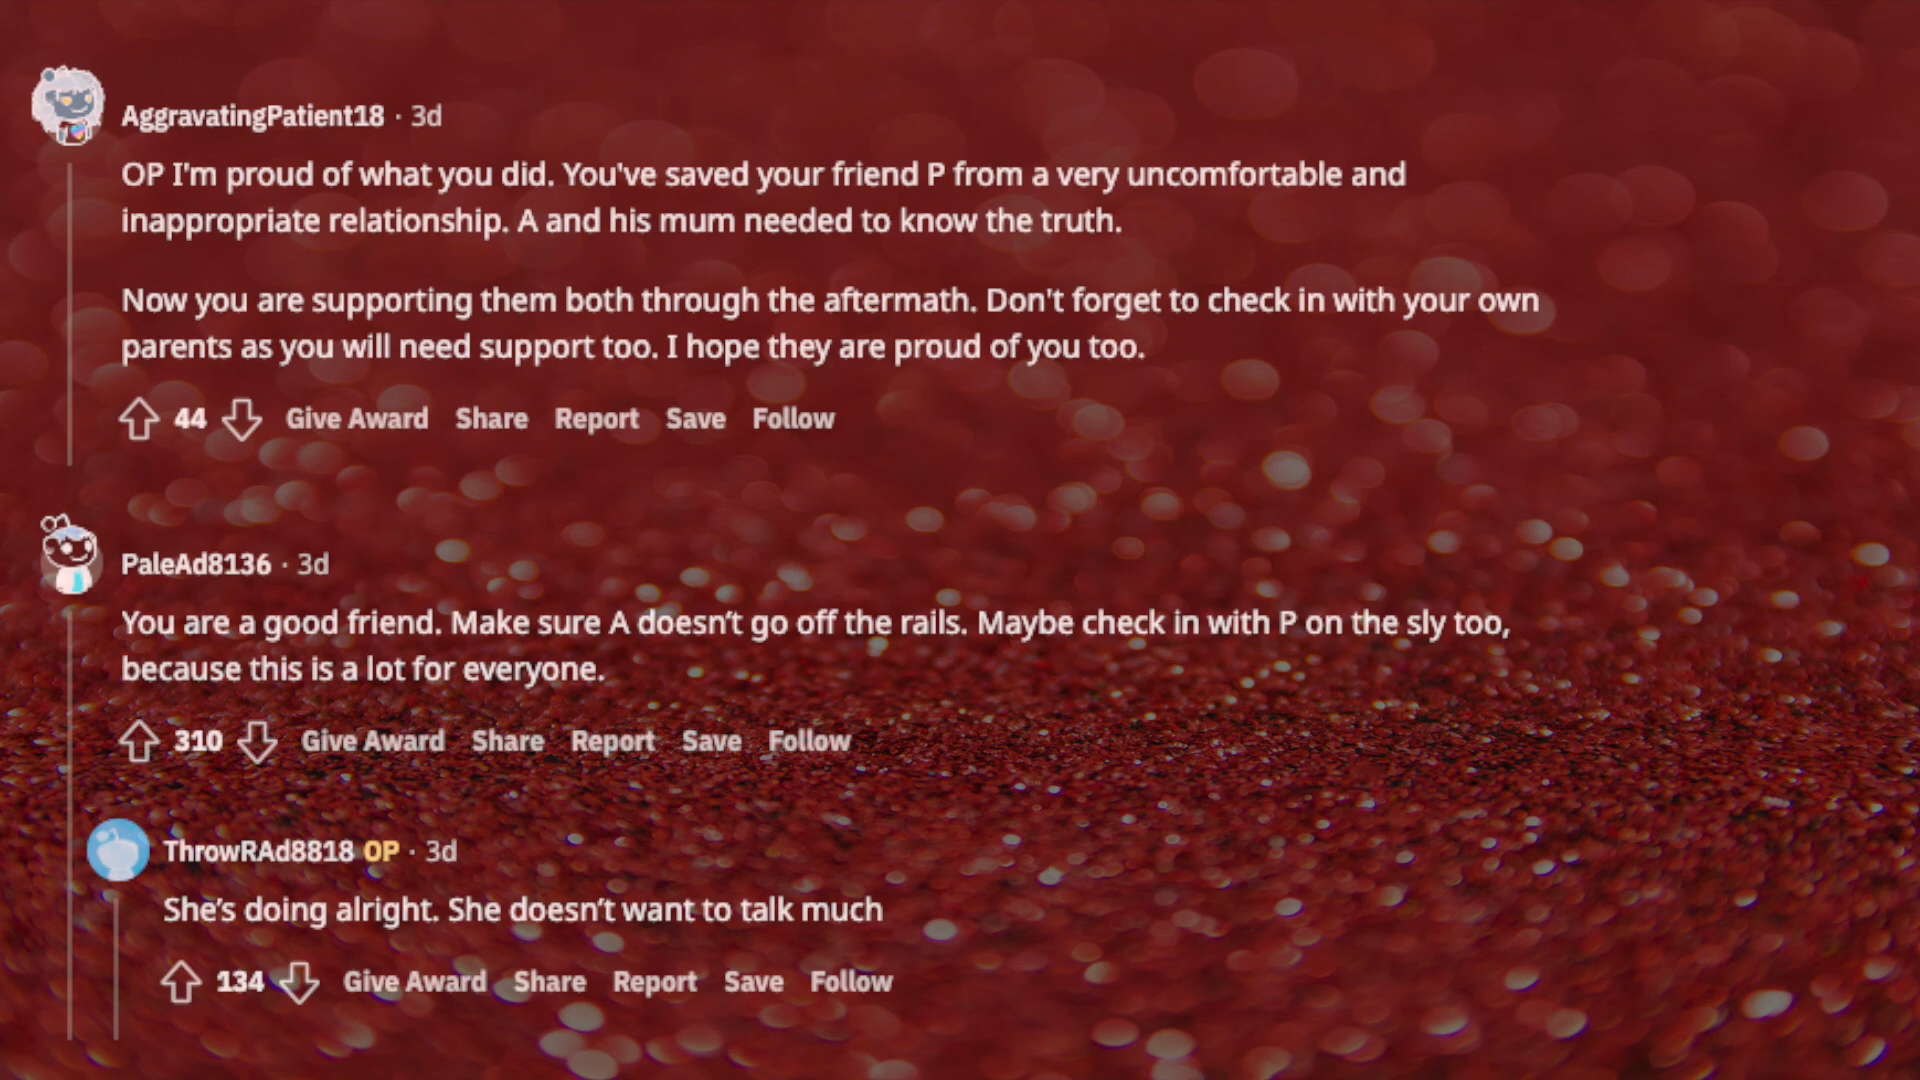 AggravatingPatient18 · 3d
OP I'm proud of what you did. You've saved your friend P from a very uncomfortable and
inappropriate relationship. A and his mum needed to know the truth.
Now you are supporting them both through the aftermath. Don't forget to check in with your own
parents as you will need support too. I hope they are proud of you too.
44 Give Award Share Report Save Follow
PaleAd8136 · 3d
You are a good friend. Make sure A doesn’t go off the rails. Maybe check in with P on the sly too,
because this is a lot for everyone.
310 Give Award Share Report Save Follow
ThrowRAd8818 OP · 3d
She’s doing alright. She doesn’t want to talk much
134 Give Award Share Report Save Follow